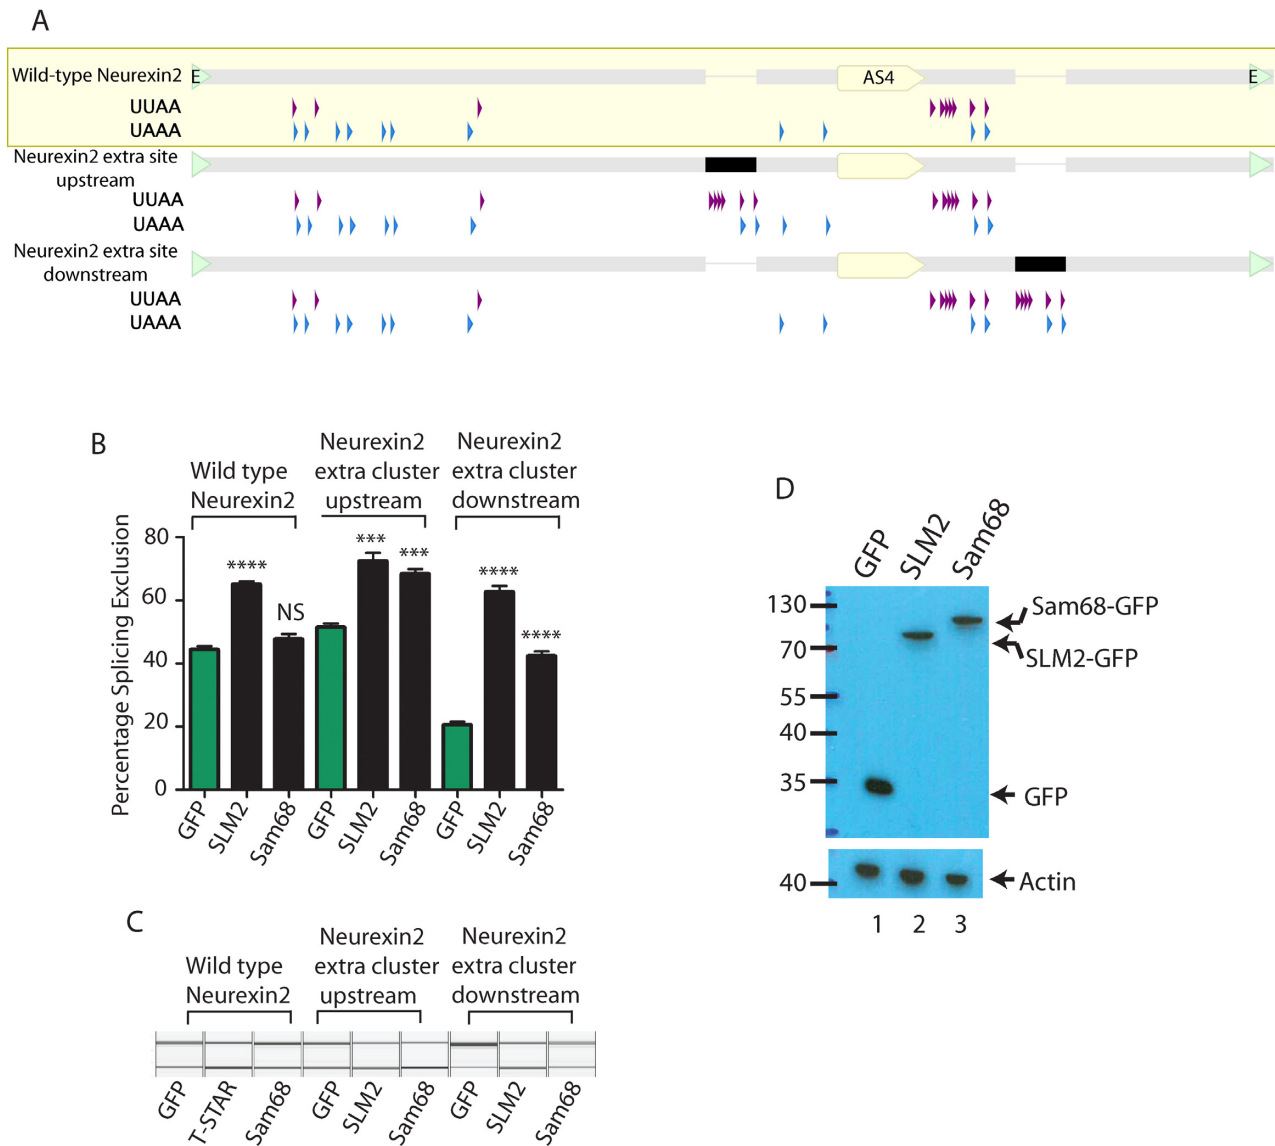 A
Wild-type Neurexin2 E AS4 E
UUAA
UAAA
Neurexin2 extra site
upstream
UUAA
UAAA
Neurexin2 extra site
downstream
UUAA
UAAA
B
Wild type
Neurexin2
Neurexin2
extra cluster
upstream
Neurexin2
extra cluster
downstream
Percentage Splicing Exclusion
80
60
40
20
0
**** NS *** *** **** ****
GFP SLM2 Sam68 GFP SLM2 Sam68 GFP SLM2 Sam68
C
Wild type
Neurexin2
Neurexin2
extra cluster
upstream
Neurexin2
extra cluster
downstream
GFP T-STAR Sam68 GFP SLM2 Sam68 GFP SLM2 Sam68
D
GFP SLM2 Sam68
130
70
55
40
35
Sam68-GFP
SLM2-GFP
GFP
40
Actin
1 2 3